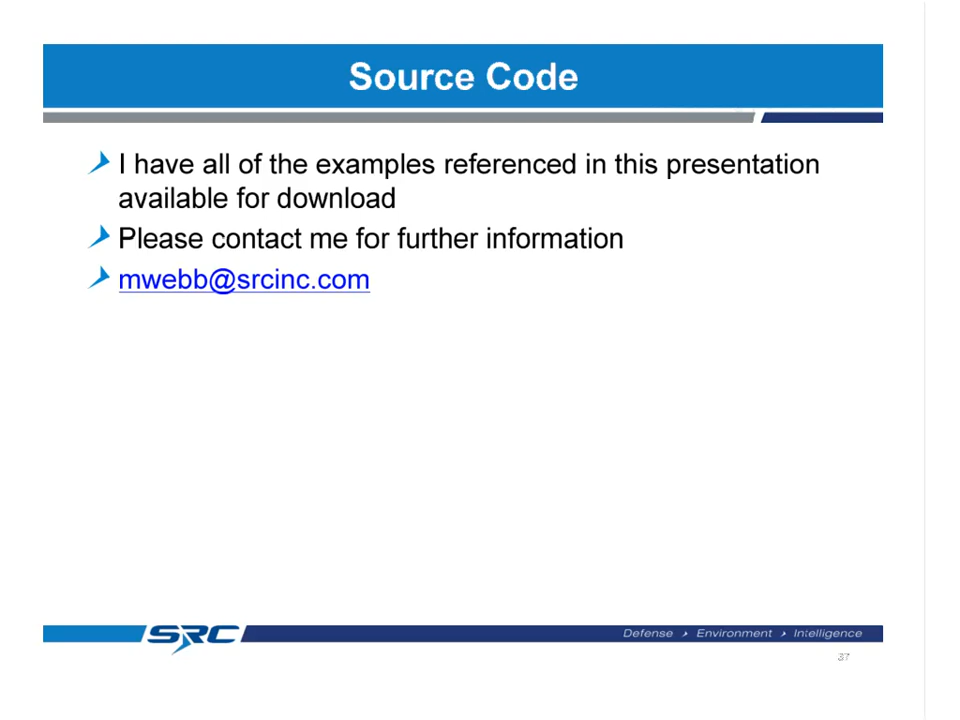 Source Code
I have all of the examples referenced in this presentation
available for download
Please contact me for further information
mwebb@srcinc.com
SRC
Defense Environment Intelligence
37